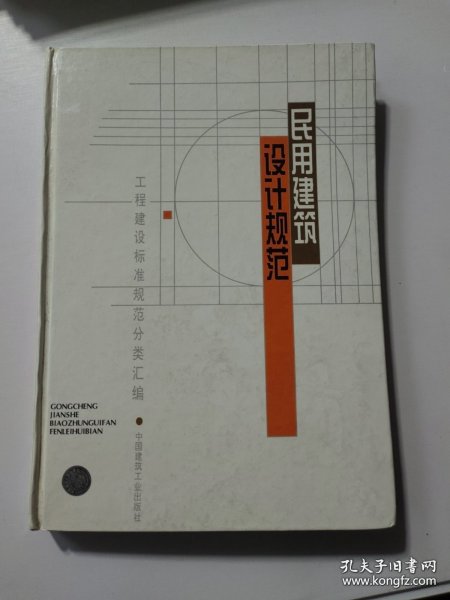 民用建筑
设计规范
工程建设标准规范分类汇编
GONGCHENG
JIANSHE
BIAOZHUNGUIFAN
FENLEIHUIBIAN
中国建筑工业出版社
孔夫子旧书网
www.kongfz.com